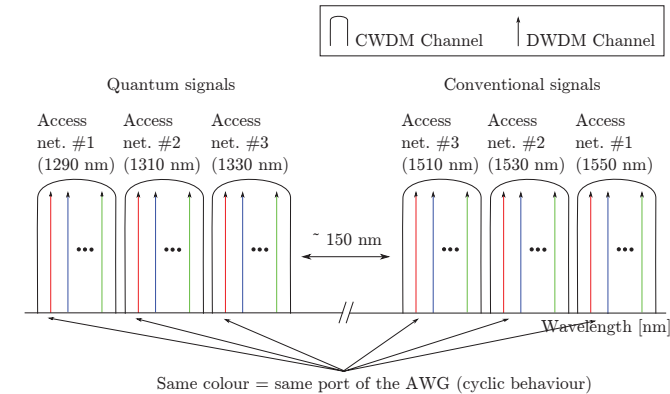 CWDM Channel
DWDM Channel
Quantum signals
Conventional signals
Access
net. #1
(1290 nm)
Access
net. #2
(1310 nm)
Access
net. #3
(1330 nm)
Access
net. #3
(1510 nm)
Access
net. #2
(1530 nm)
Access
net. #1
(1550 nm)
~ 150 nm
Wavelength [nm]
Same colour = same port of the AWG (cyclic behaviour)